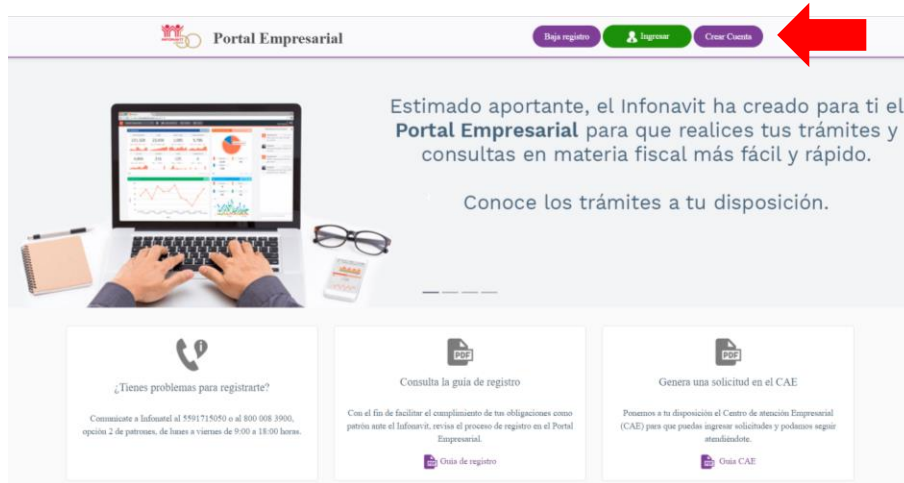 INFONAVIT
Portal Empresarial
Baja registro
Ingresar
Crear Cuenta
Estimado aportante, el Infonavit ha creado para ti el
Portal Empresarial para que realices tus trámites y
consultas en materia fiscal más fácil y rápido.
Conoce los trámites a tu disposición.
¿Tienes problemas para registrarte?
Comunícate a Infonatel al 5591715050 o al 800 008 3900,
opción 2 de patrones, de lunes a viernes de 9:00 a 18:00 horas.
PDF
Consulta la guía de registro
Con el fin de facilitar el cumplimiento de tus obligaciones como
patrón ante el Infonavit, revisa el proceso de registro en el Portal
Empresarial.
Guía de registro
PDF
Genera una solicitud en el CAE
Ponemos a tu disposición el Centro de atención Empresarial
(CAE) para que puedas ingresar solicitudes y podamos seguir
atendiéndote.
Guía CAE